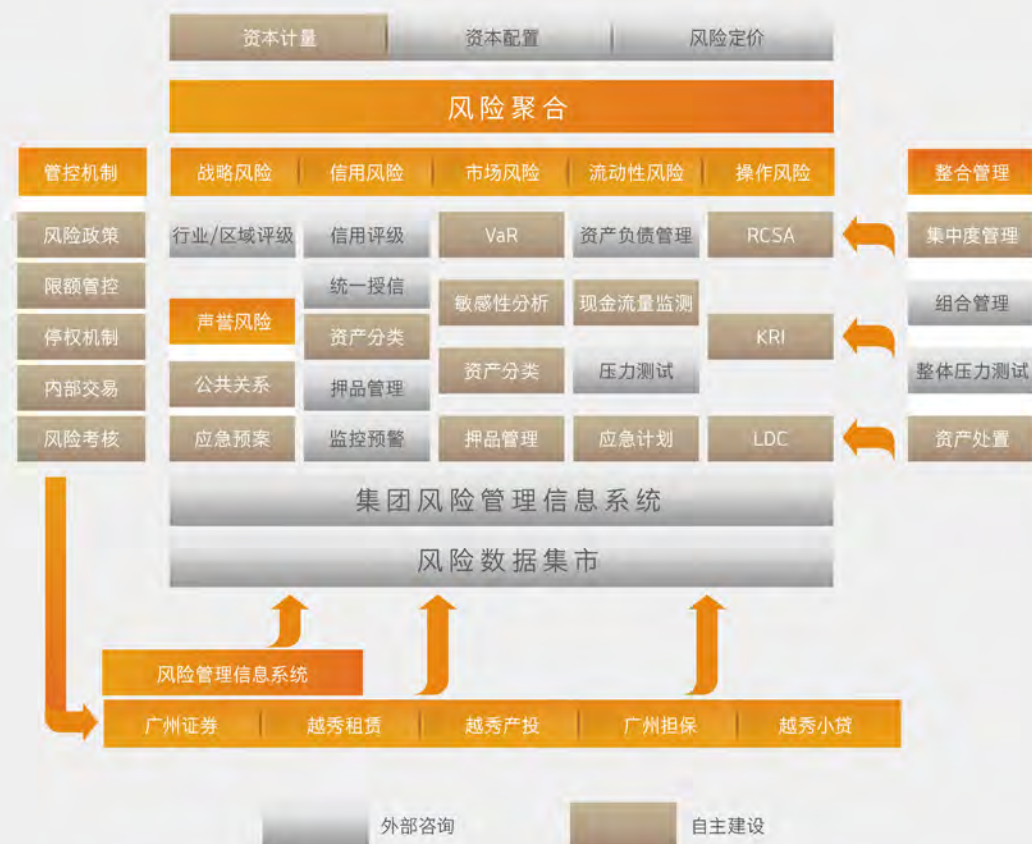 资本计量 资本配置 风险定价
风险聚合
管控机制 战略风险 信用风险 市场风险 流动性风险 操作风险 整合管理
风险政策 行业/区域评级 信用评级 VaR 资产负债管理 RCSA 集中度管理
限额管控 统一授信 敏感性分析 现金流量监测 组合管理
声誉风险
停权机制 资产分类 KRI
内部交易 公共关系 押品管理 资产分类 压力测试 整体压力测试
风险考核 应急预案 监控预警 押品管理 应急计划 LDC 资产处置
集团风险管理信息系统
风险数据集市
风险管理信息系统
广州证券 越秀租赁 越秀产投 广州担保 越秀小贷
外部咨询 自主建设